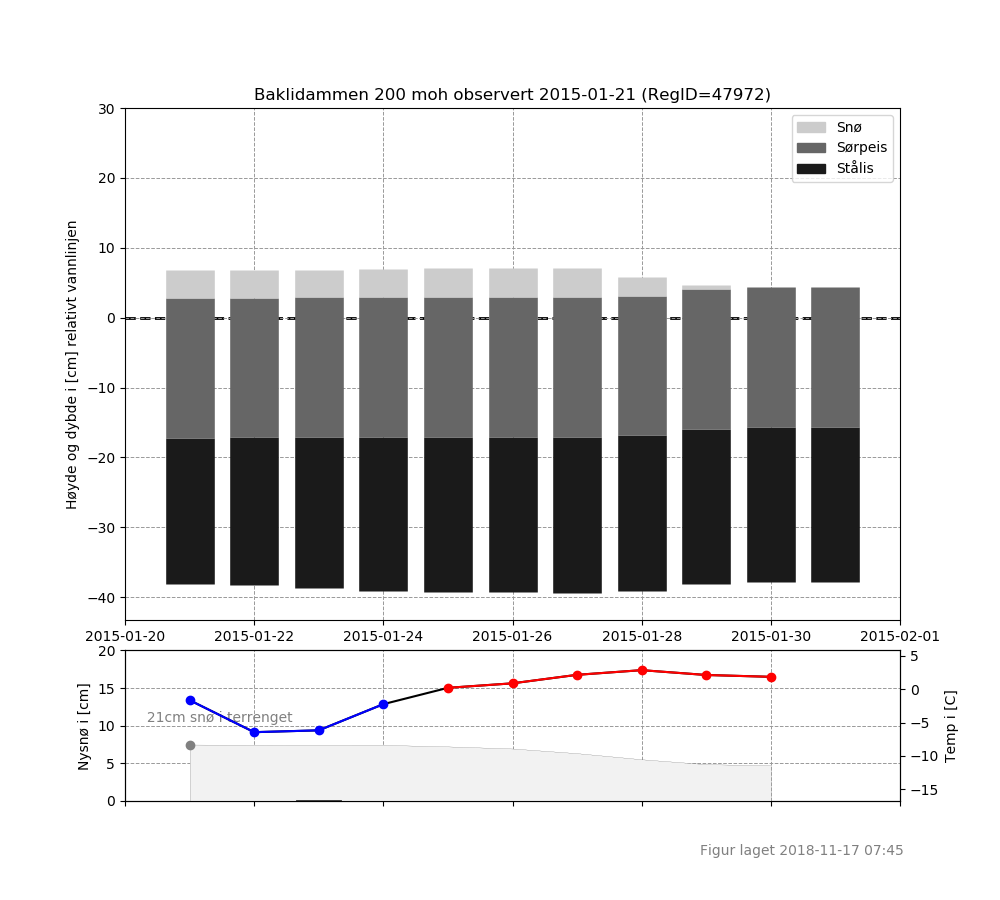 Baklidammen 200 moh observert 2015-01-21 (RegID=47972)
Snø
Sørpeis
Stålis
30
20
10
0
−10
−20
−30
−40
Høyde og dybde i [cm] relativt vannlinjen
2015-01-20 2015-01-22 2015-01-24 2015-01-26 2015-01-28 2015-01-30 2015-02-01
20
15
10
5
0
Nysnø i [cm]
21cm snø i terrenget
5
0
−5
−10
−15
Temp i [C]
Figur laget 2018-11-17 07:45